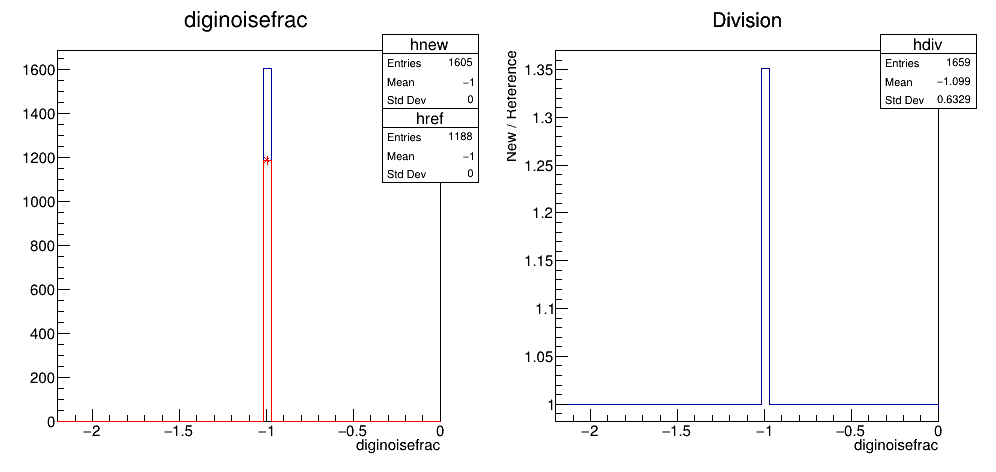 diginoisefrac
hnew
Entries 1605
Mean −1
Std Dev 0
href
Entries 1188
Mean −1
Std Dev 0
1600
1400
1200
1000
800
600
400
200
0
−2 −1.5 −1 −0.5 0
diginoisefrac
Division
hdiv
Entries 1659
Mean −1.099
Std Dev 0.6329
New / Reference
1.35
1.3
1.25
1.2
1.15
1.1
1.05
1
−2 −1.5 −1 −0.5 0
diginoisefrac